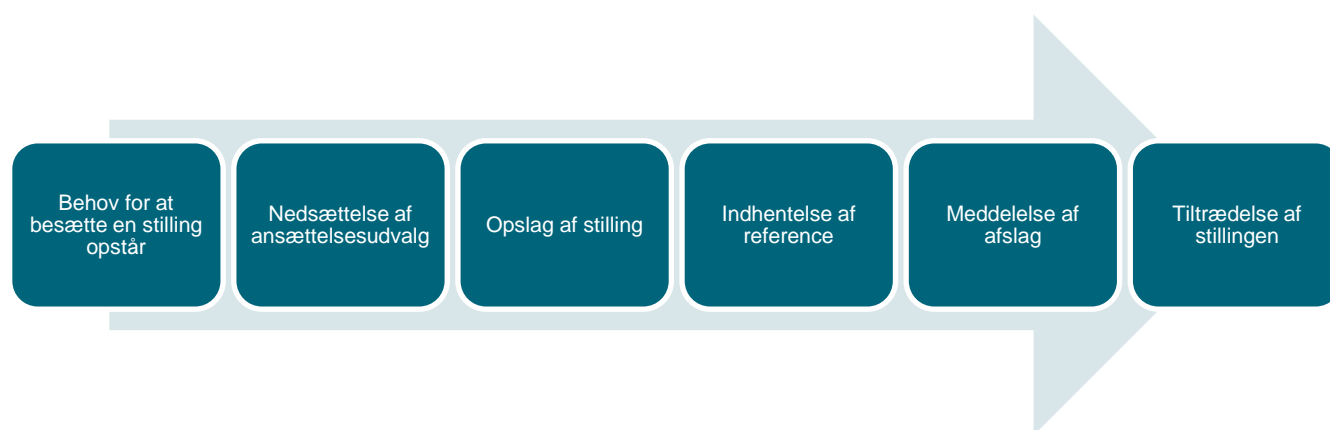 Behov for at
besætte en stilling
opstår
Nedsættelse af
ansættelsesudvalg
Opslag af stilling
Indhentelse af
reference
Meddelelse af
afslag
Tiltrædelse af
stillingen